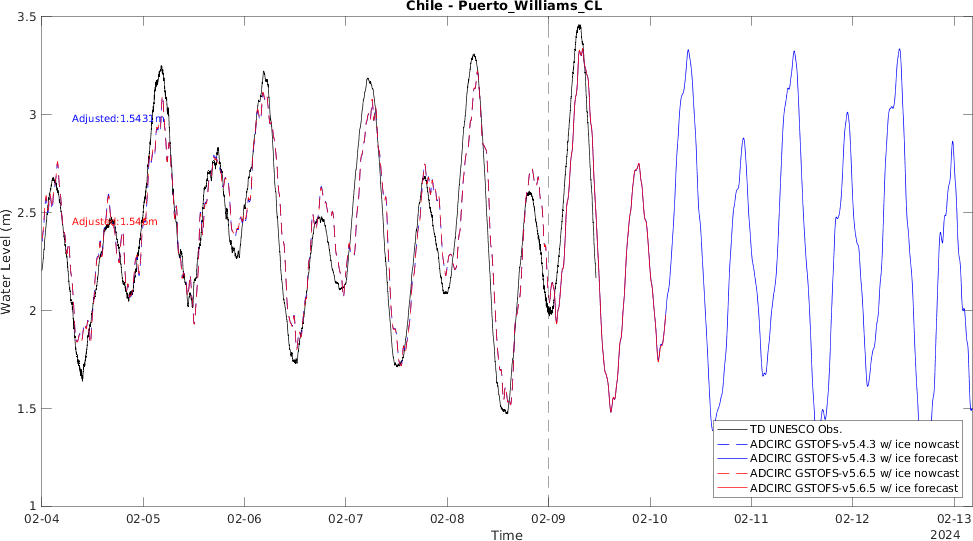 Chile - Puerto_Williams_CL
3.5
3
2.5
2
1.5
1
Water Level (m)
Adjusted:1.5431m
Adjusted:1.546m
TD UNESCO Obs.
ADCIRC GSTOFS-v5.4.3 w/ ice nowcast
ADCIRC GSTOFS-v5.4.3 w/ ice forecast
ADCIRC GSTOFS-v5.6.5 w/ ice nowcast
ADCIRC GSTOFS-v5.6.5 w/ ice forecast
02-04 02-05 02-06 02-07 02-08 02-09 02-10 02-11 02-12 02-13
Time
2024